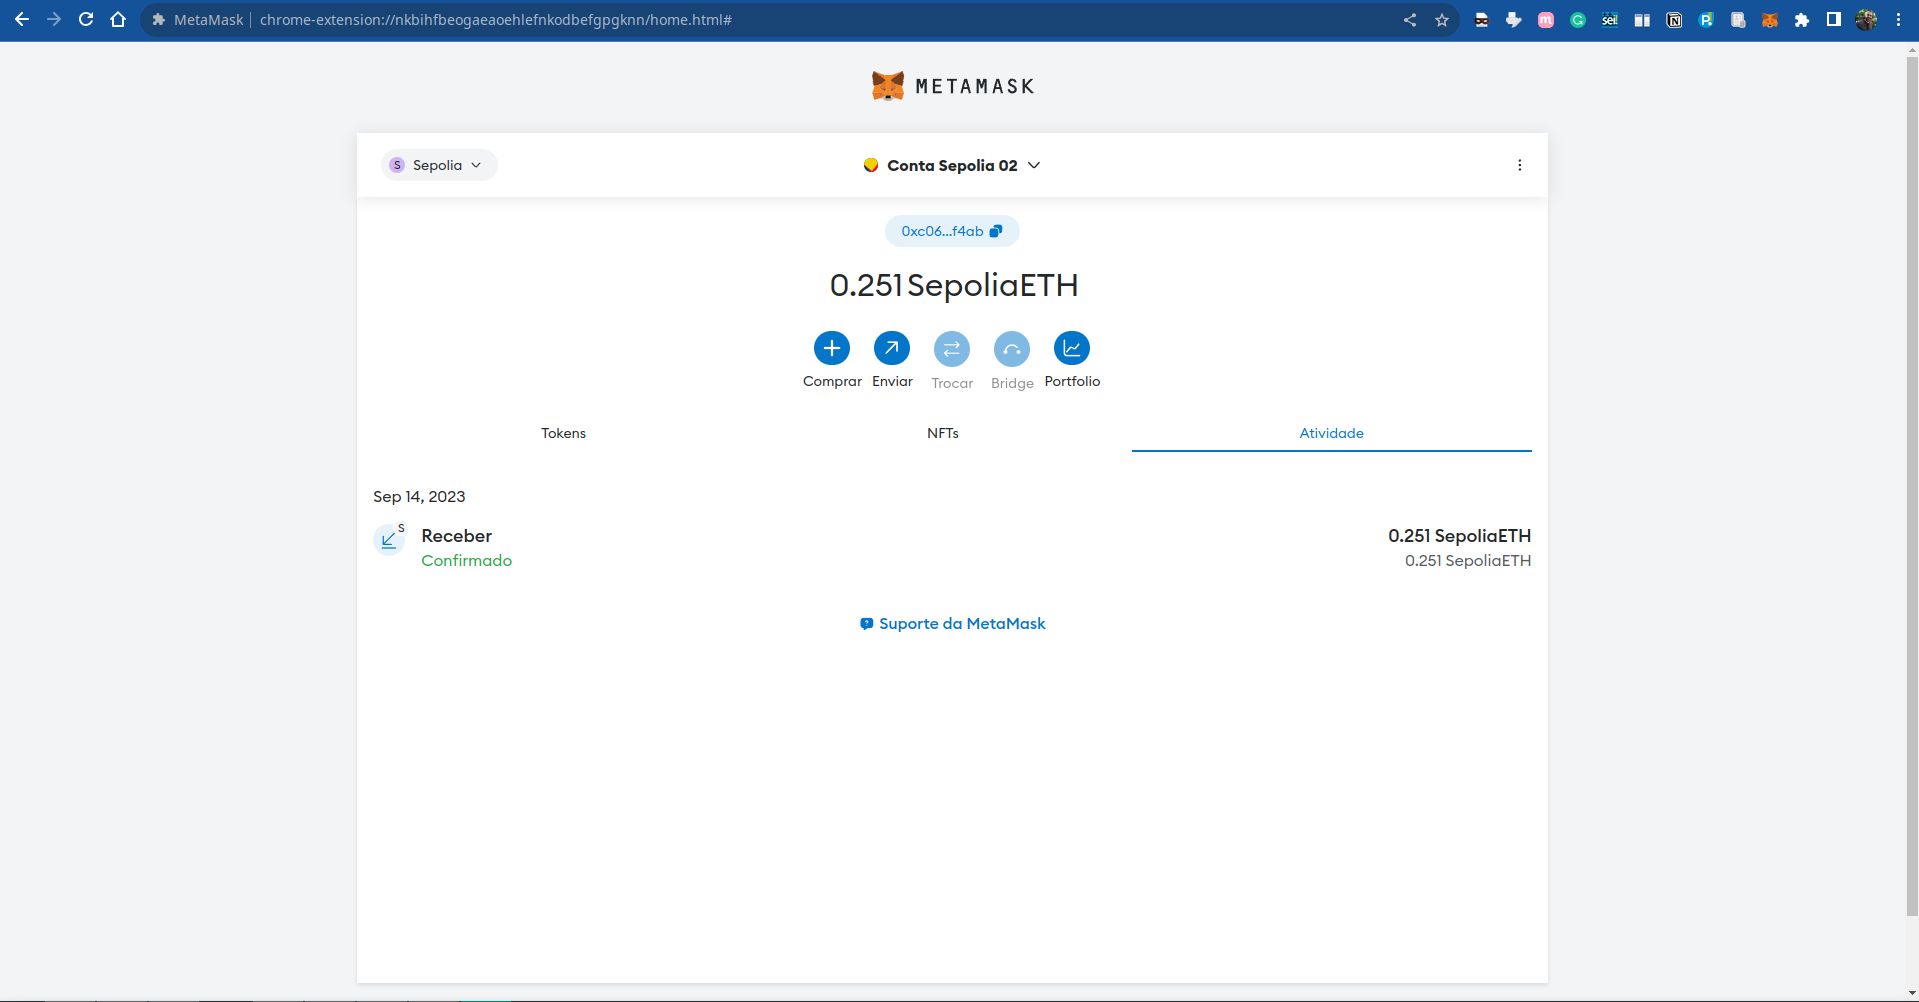 MetaMask chrome-extension://nkbihfbeogaeaoehlefnkodbefgpgknn/home.html#
METAMASK
S Sepolia
Conta Sepolia 02
0xc06...f4ab
0.251 SepoliaETH
Comprar Enviar Trocar Bridge Portfolio
Tokens NFTs Atividade
Sep 14, 2023
S
Receber 0.251 SepoliaETH
Confirmado 0.251 SepoliaETH
Suporte da MetaMask